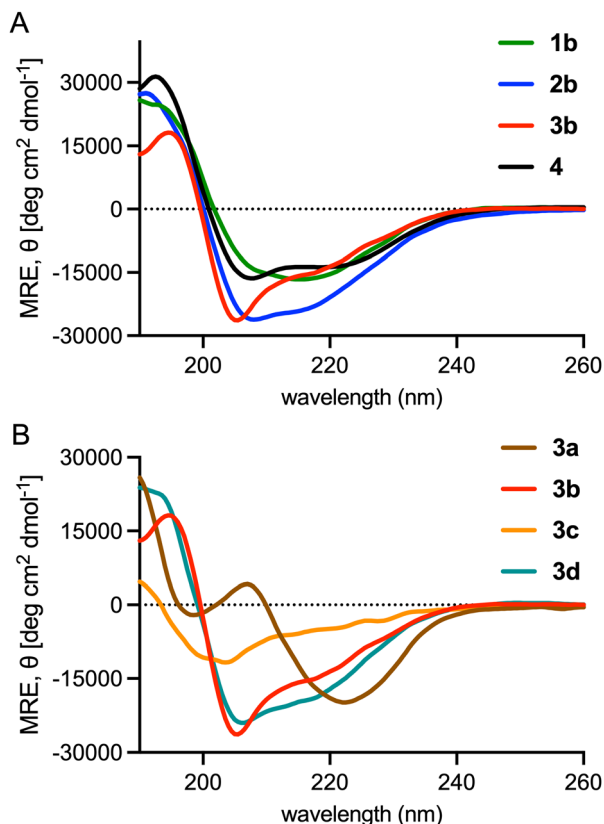 A
MRE, θ [deg cm² dmol⁻¹]
30000
15000
0
-15000
-30000
200
220
240
260
wavelength (nm)
1b
2b
3b
4
B
MRE, θ [deg cm² dmol⁻¹]
30000
15000
0
-15000
-30000
200
220
240
260
wavelength (nm)
3a
3b
3c
3d